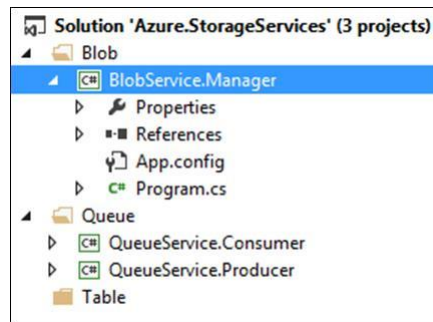 Solution 'Azure.StorageServices' (3 projects)
Blob
C# BlobService.Manager
Properties
References
App.config
C# Program.cs
Queue
C# QueueService.Consumer
C# QueueService.Producer
Table